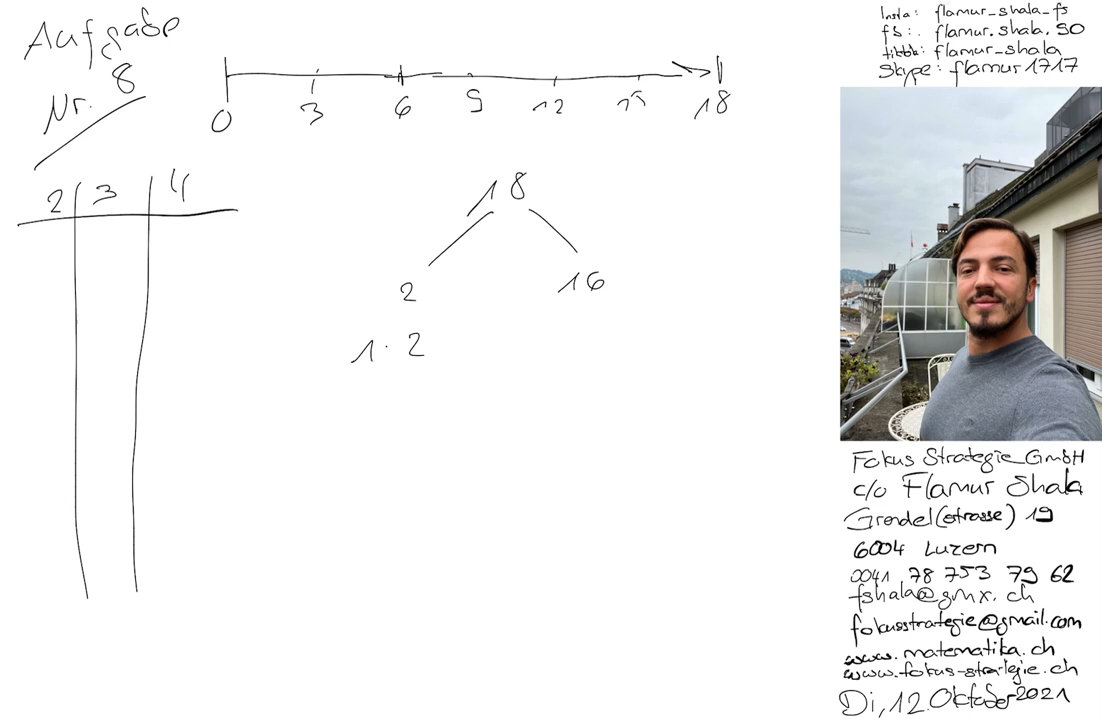 Aufgabe
Nr. 8
0 3 6 9 12 15 18
2 3 4
18
2 16
1. 2
Insta: flamur_shala_fs
fb: flamur.shala.90
tiktok: flamur_shala
Skype: flamur1717
Fokus Strategie GmbH
c/o Flamur Shala
Grendel(strasse) 19
6004 Luzern
0041 78 753 79 62
fshala@gmx.ch
fokusstrategie@gmail.com
www.matematika.ch
www.fokus-strategie.ch
Di, 12. Oktober 2021